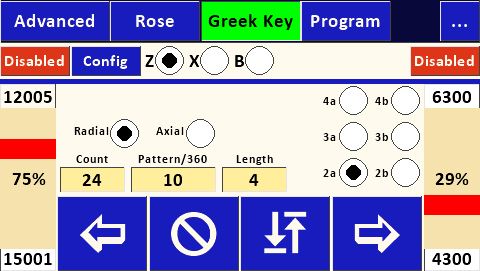 Advanced Rose Greek Key Program ...
Disabled Config Z X B Disabled
12005 4a 4b 6300
Radial Axial 3a 3b
Count Pattern/360 Length
75% 24 10 4 2a 2b 29%
15001 4300